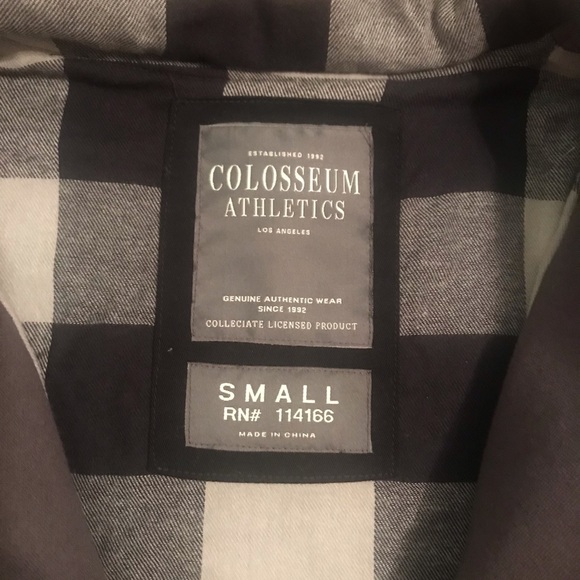 ESTABLISHED 1992
COLOSSEUM
ATHLETICS
LOS ANGELES
GENUINE AUTHENTIC WEAR
SINCE 1992
COLLECIATE LICENSED PRODUCT
SMALL
RN# 114166
MADE IN CHINA